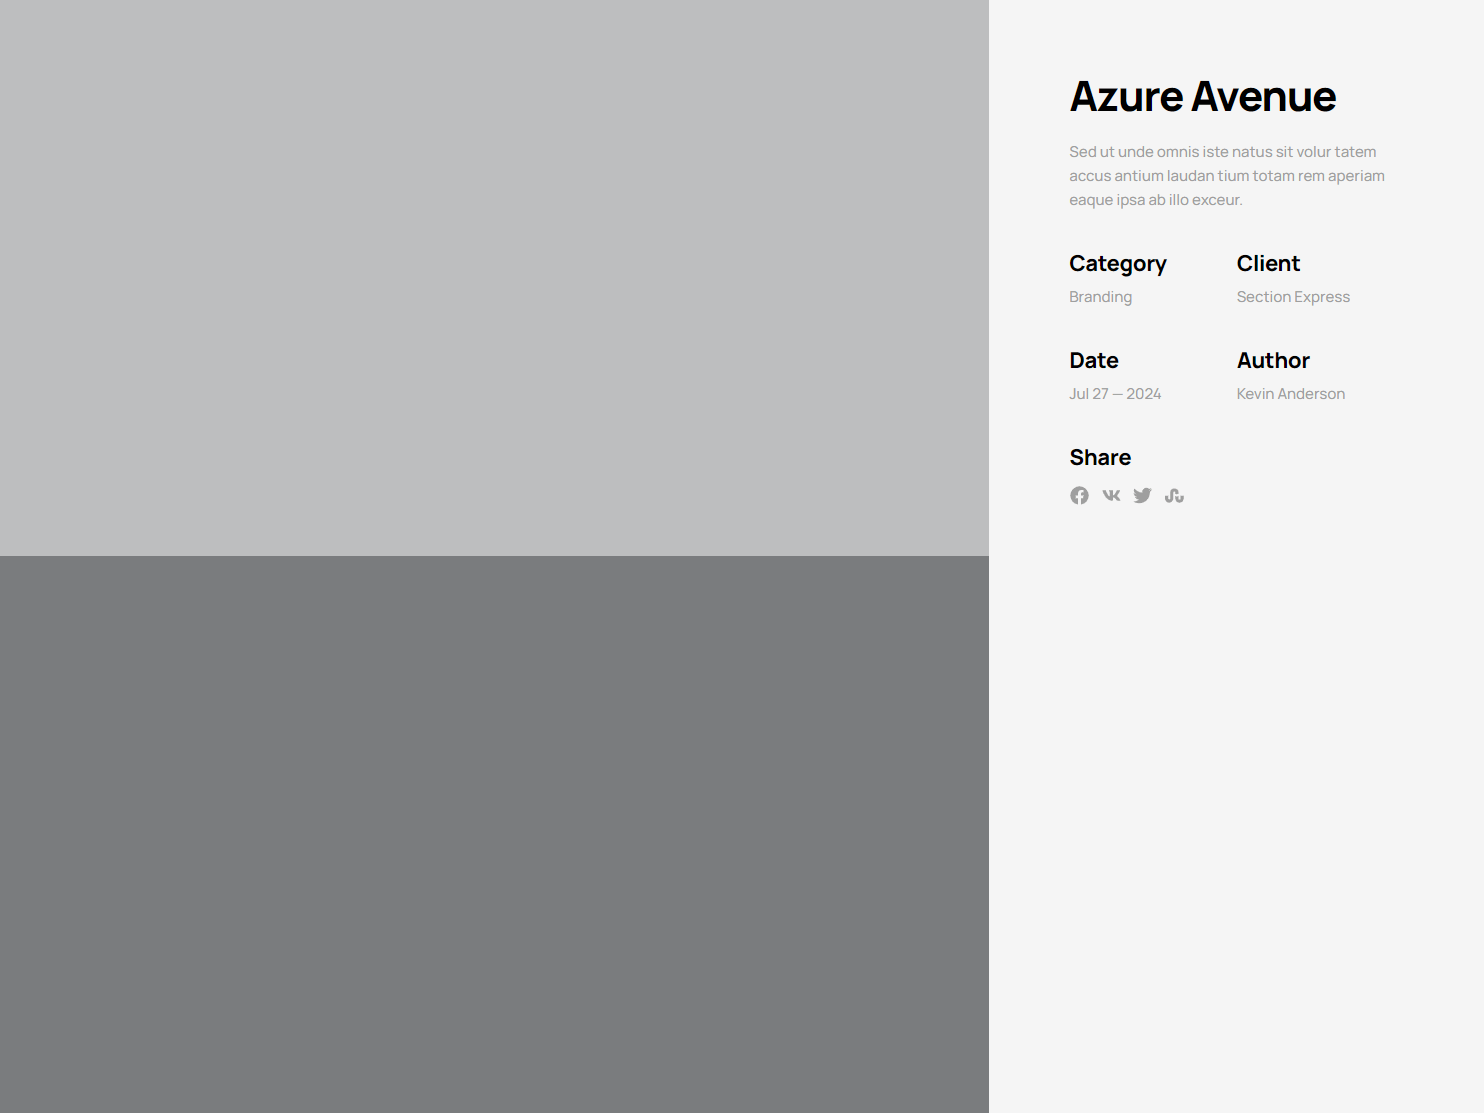 Azure Avenue
Sed ut unde omnis iste natus sit volur tatem
accus antium laudan tium totam rem aperiam
eaque ipsa ab illo exceur.
Category
Branding
Client
Section Express
Date
Jul 27 — 2024
Author
Kevin Anderson
Share